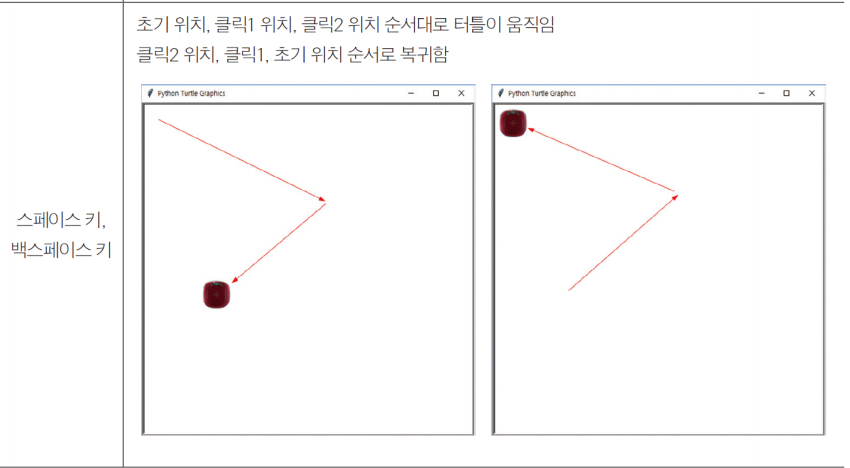 초기 위치, 클릭1 위치, 클릭2 위치 순서대로 터틀이 움직임
클릭2 위치, 클릭1, 초기 위치 순서로 복귀함
스페이스 키,
백스페이스 키
Python Turtle Graphics
Python Turtle Graphics